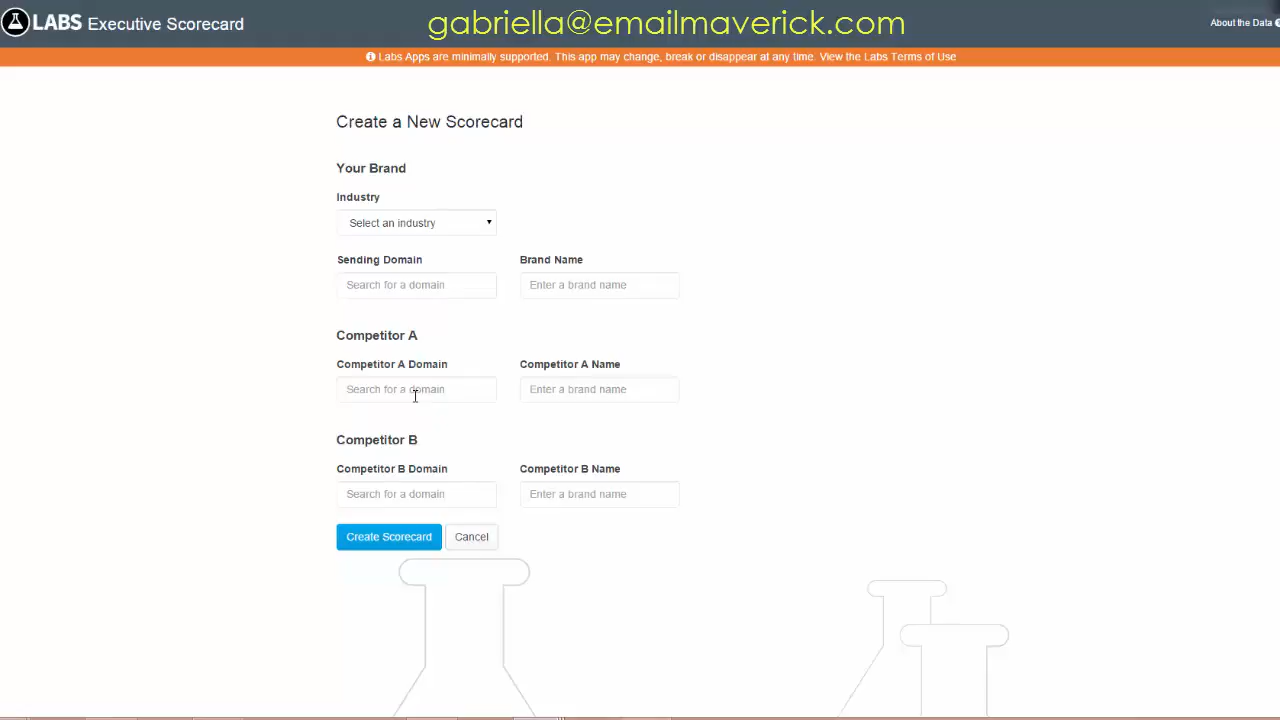 LABS Executive Scorecard
gabriella@emailmaverick.com
About the Data
Labs Apps are minimally supported. This app may change, break or disappear at any time. View the Labs Terms of Use
Create a New Scorecard
Your Brand
Industry
Select an industry
Sending Domain Brand Name
Search for a domain Enter a brand name
Competitor A
Competitor A Domain Competitor A Name
Search for a domain Enter a brand name
Competitor B
Competitor B Domain Competitor B Name
Search for a domain Enter a brand name
Create Scorecard Cancel